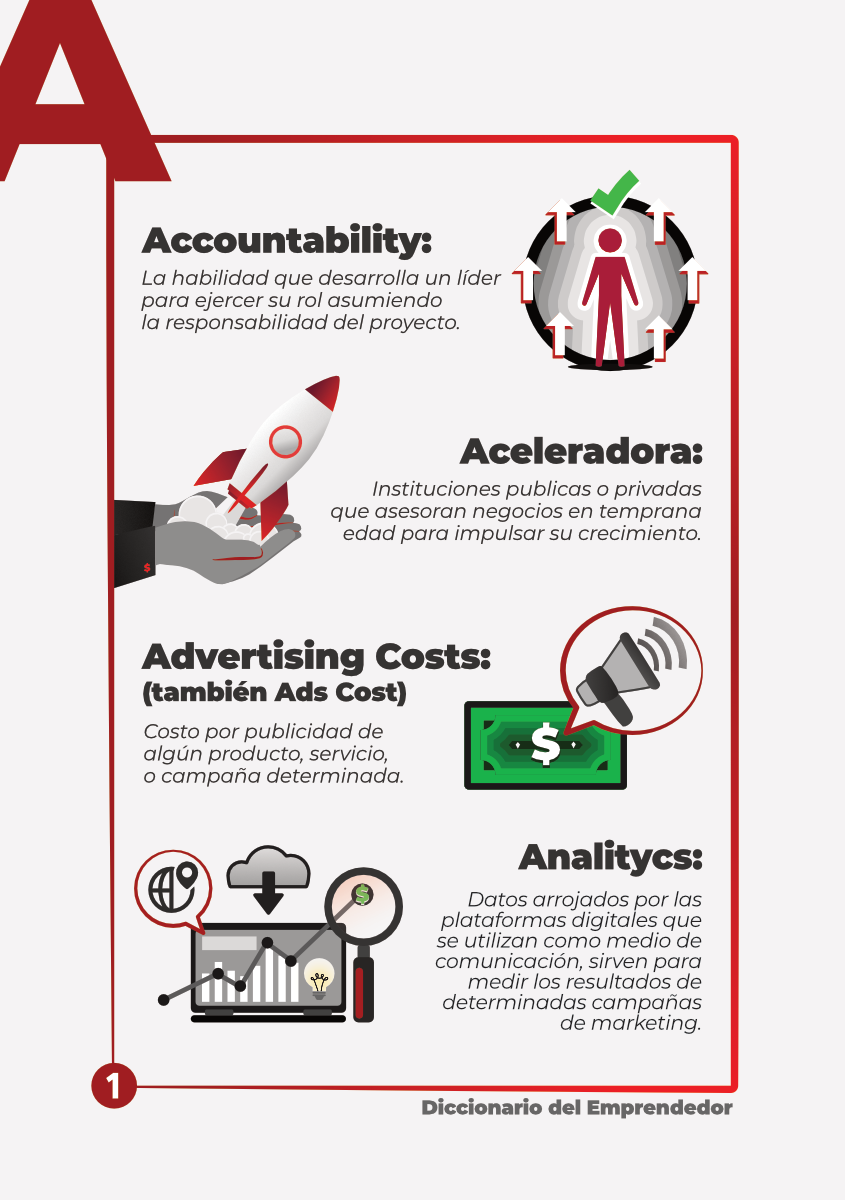 A
Accountability:
La habilidad que desarrolla un líder
para ejercer su rol asumiendo
la responsabilidad del proyecto.
Aceleradora:
Instituciones publicas o privadas
que asesoran negocios en temprana
edad para impulsar su crecimiento.
$
Advertising Costs:
(también Ads Cost)
Costo por publicidad de
algún producto, servicio,
o campaña determinada.
$
Analitycs:
Datos arrojados por las
plataformas digitales que
se utilizan como medio de
comunicación, sirven para
medir los resultados de
determinadas campañas
de marketing.
$
1
Diccionario del Emprendedor